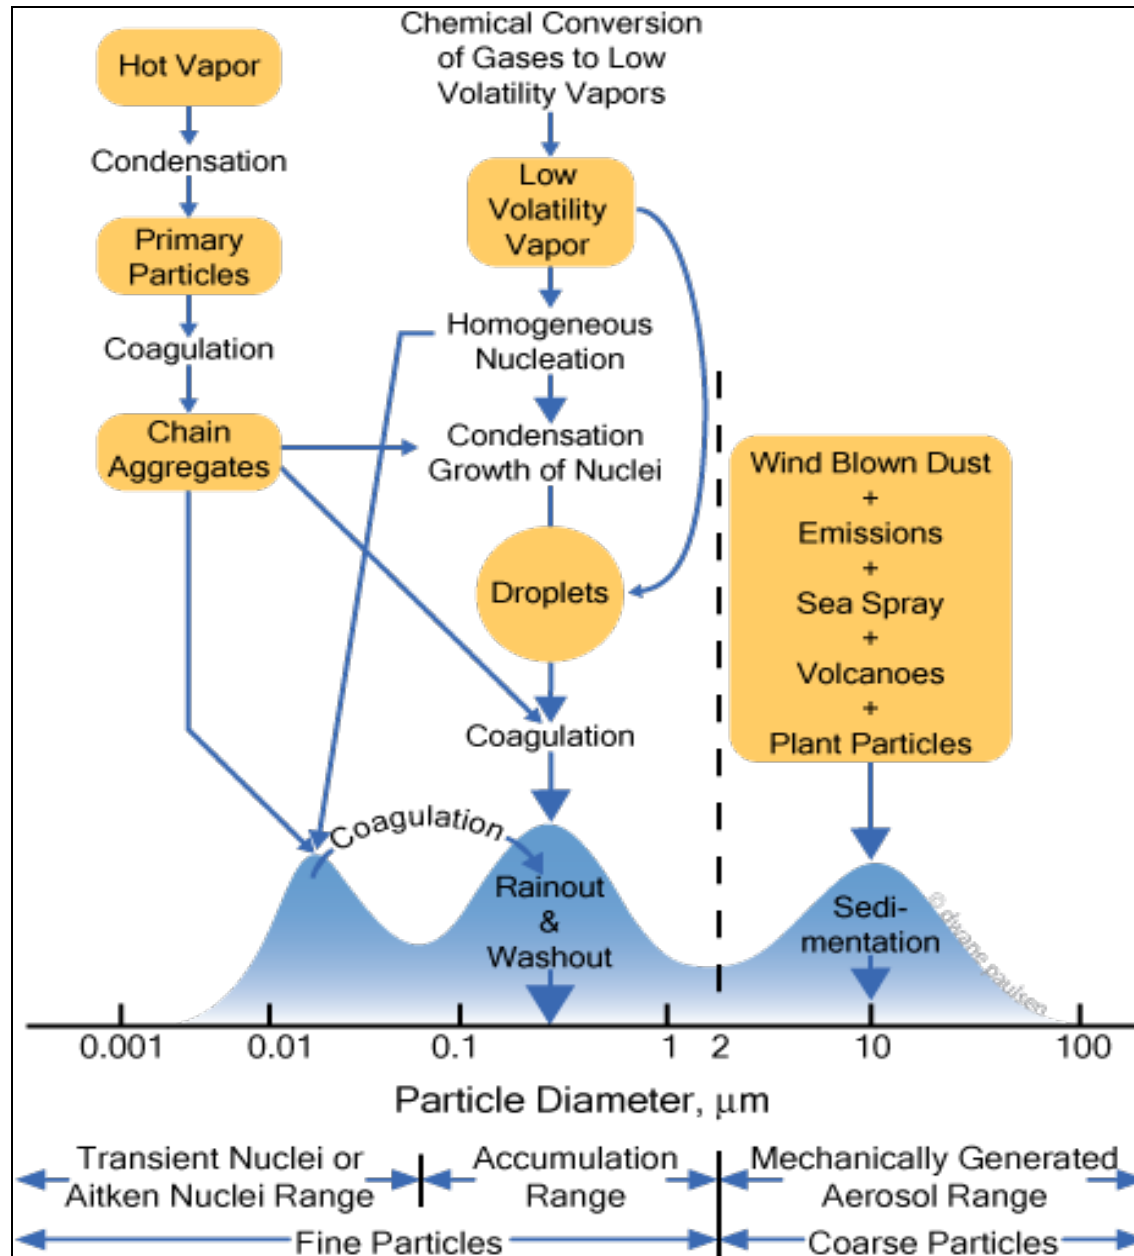 Hot Vapor
Condensation
Primary
Particles
Coagulation
Chain
Aggregates
Chemical Conversion
of Gases to Low
Volatility Vapors
Low
Volatility
Vapor
Homogeneous
Nucleation
Condensation
Growth of Nuclei
Droplets
Coagulation
Wind Blown Dust
+
Emissions
+
Sea Spray
+
Volcanoes
+
Plant Particles
Coagulation
Rainout
&
Washout
Sedi-
mentation
© dwane paulsen
0.001 0.01 0.1 1 2 10 100
Particle Diameter, μm
Transient Nuclei or
Aitken Nuclei Range
Accumulation
Range
Mechanically Generated
Aerosol Range
Fine Particles
Coarse Particles